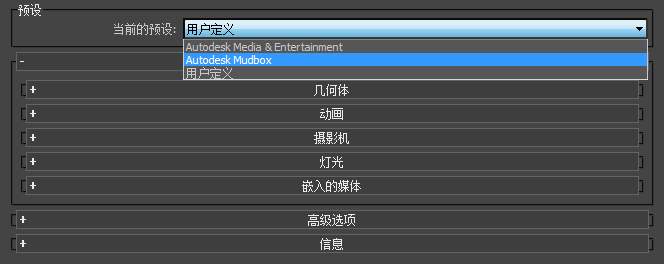 预设
当前的预设: 用户定义
Autodesk Media & Entertainment
-
Autodesk Mudbox
用户定义
+ 几何体
+ 动画
+ 摄影机
+ 灯光
+ 嵌入的媒体
+ 高级选项
+ 信息